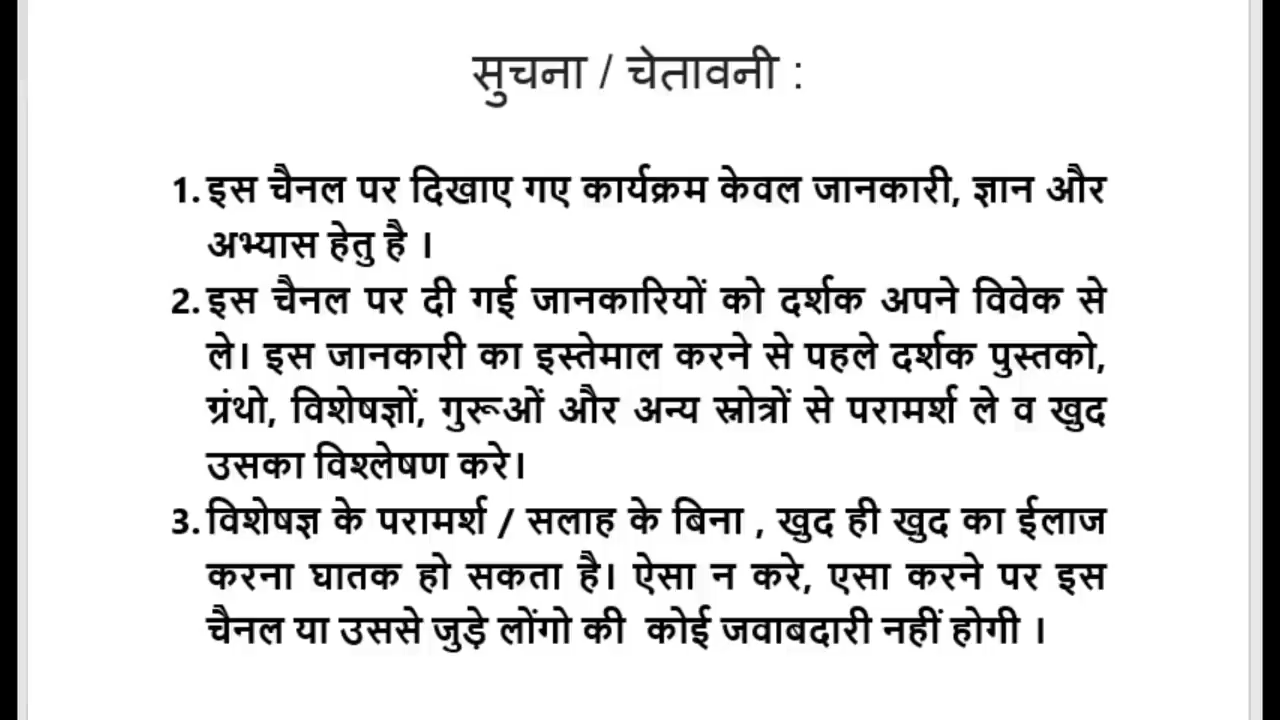 सुचना / चेतावनी :
1. इस चैनल पर दिखाए गए कार्यक्रम केवल जानकारी, ज्ञान और
अभ्यास हेतु है ।
2. इस चैनल पर दी गई जानकारियों को दर्शक अपने विवेक से
ले। इस जानकारी का इस्तेमाल करने से पहले दर्शक पुस्तको,
ग्रंथो, विशेषज्ञों, गुरूओं और अन्य स्त्रोत्रों से परामर्श ले व खुद
उसका विश्लेषण करे।
3. विशेषज्ञ के परामर्श / सलाह के बिना , खुद ही खुद का ईलाज
करना घातक हो सकता है। ऐसा न करे, एसा करने पर इस
चैनल या उससे जुड़े लोंगो की कोई जवाबदारी नहीं होगी ।